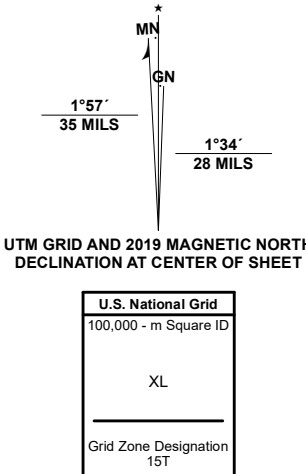 ★
MN
GN
1°57´
35 MILS
1°34´
28 MILS
UTM GRID AND 2019 MAGNETIC NORTH
DECLINATION AT CENTER OF SHEET
U.S. National Grid
100,000 - m Square ID
XL
Grid Zone Designation
15T